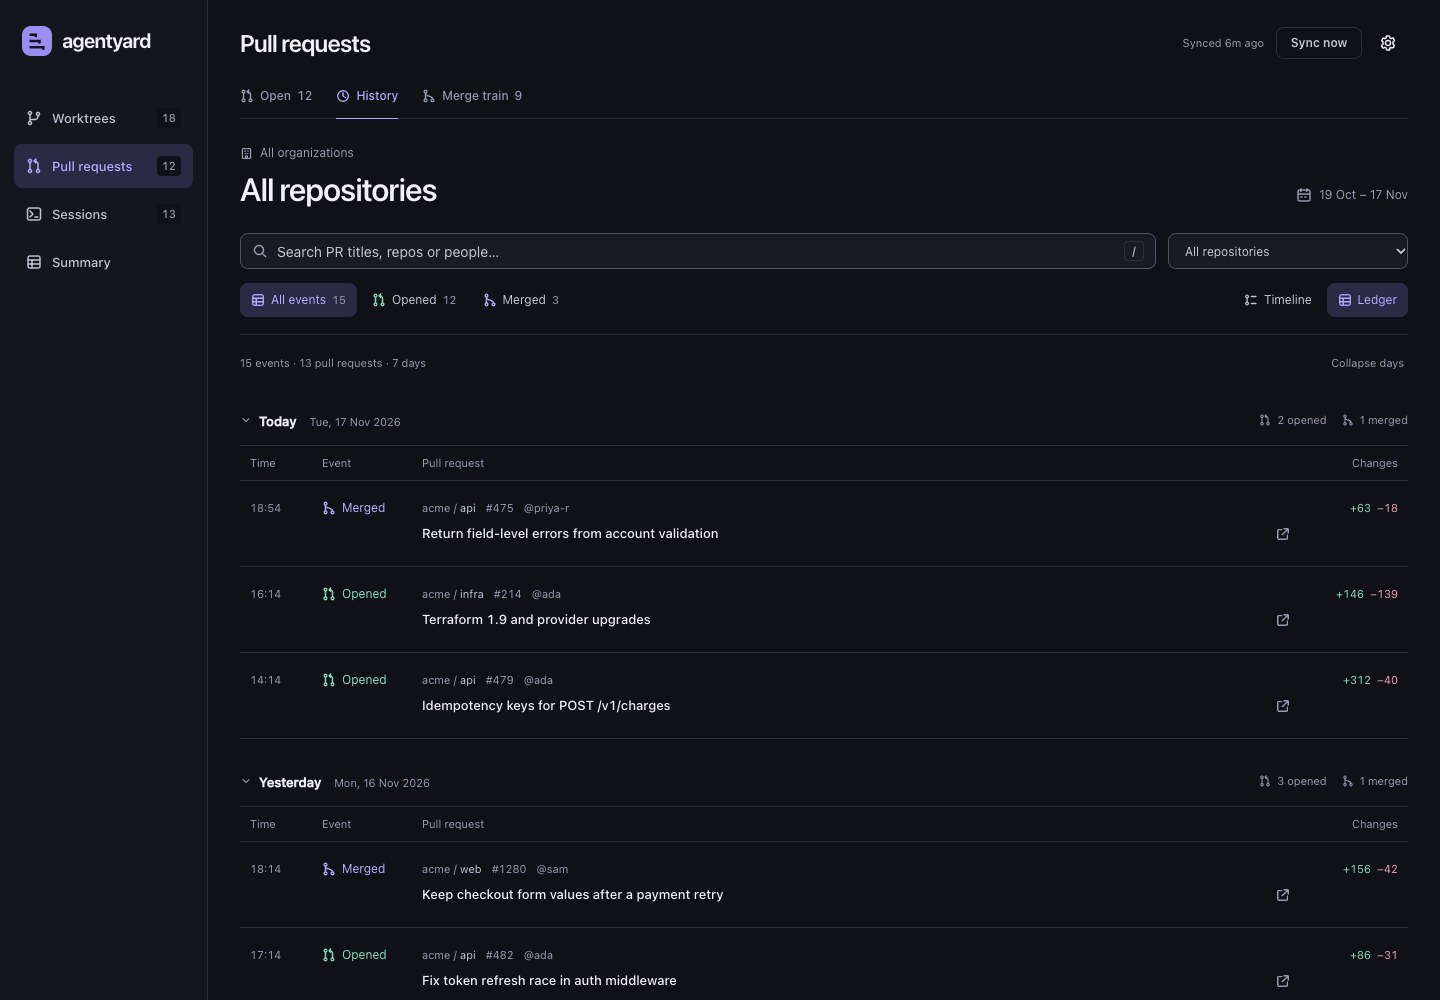 agentyard
Worktrees 18
Pull requests 12
Sessions 13
Summary
Pull requests
Synced 6m ago
Sync now
Open 12
History
Merge train 9
All organizations
All repositories
19 Oct – 17 Nov
Search PR titles, repos or people...
/
All repositories
All events 15
Opened 12
Merged 3
Timeline
Ledger
15 events · 13 pull requests · 7 days
Collapse days
Today Tue, 17 Nov 2026
2 opened 1 merged
Time Event Pull request Changes
18:54 Merged acme / api #475 @priya-r +63 −18
Return field-level errors from account validation
16:14 Opened acme / infra #214 @ada +146 −139
Terraform 1.9 and provider upgrades
14:14 Opened acme / api #479 @ada +312 −40
Idempotency keys for POST /v1/charges
Yesterday Mon, 16 Nov 2026
3 opened 1 merged
Time Event Pull request Changes
18:14 Merged acme / web #1280 @sam +156 −42
Keep checkout form values after a payment retry
17:14 Opened acme / api #482 @ada +86 −31
Fix token refresh race in auth middleware